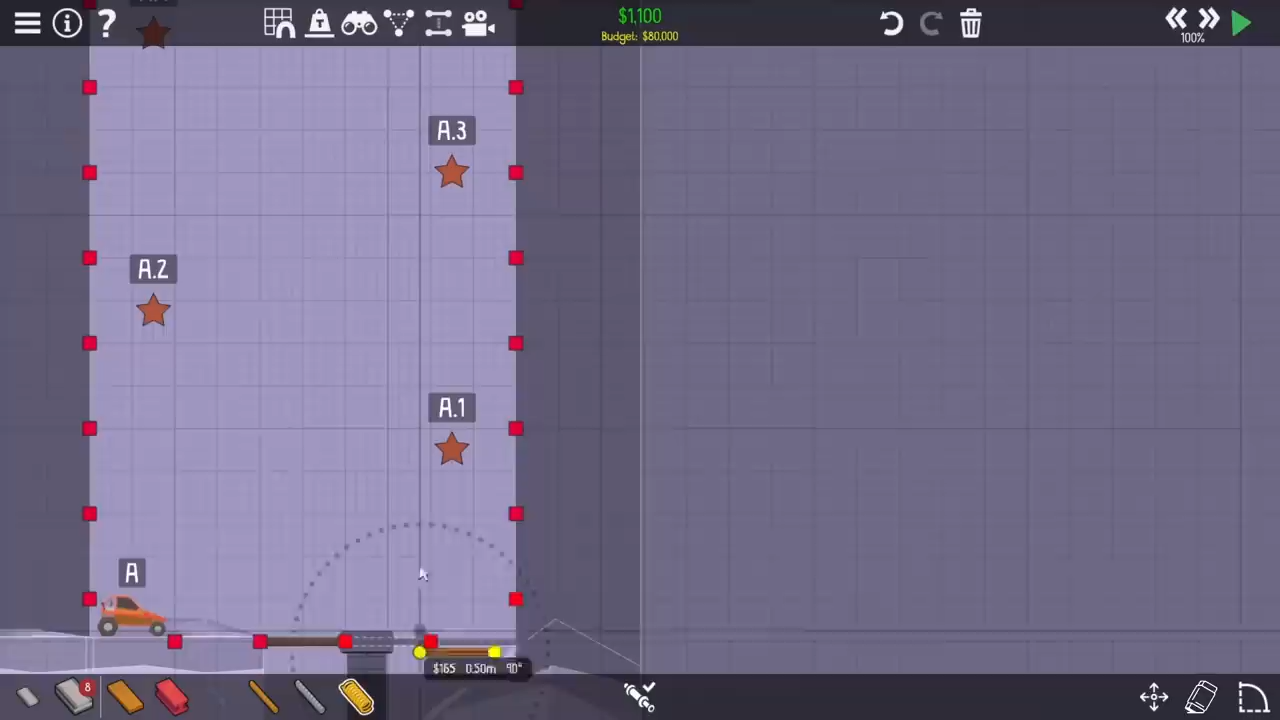 $1,100
Budget: $80,000
100%
A.3
A.2
A.1
A
$165 0.50m 90°
8